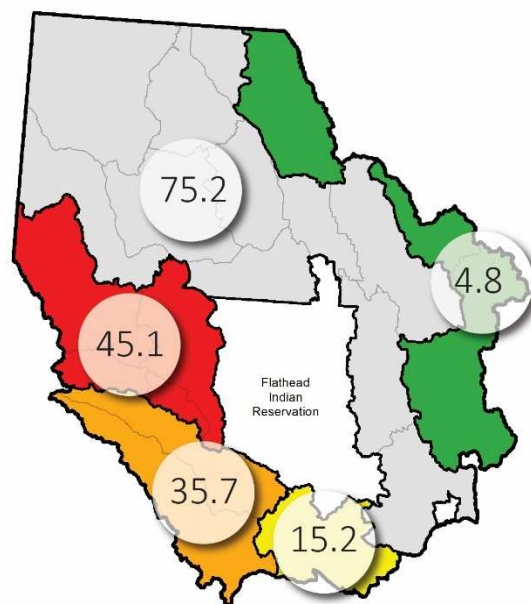 75.2
4.8
45.1
Flathead
Indian
Reservation
35.7
15.2